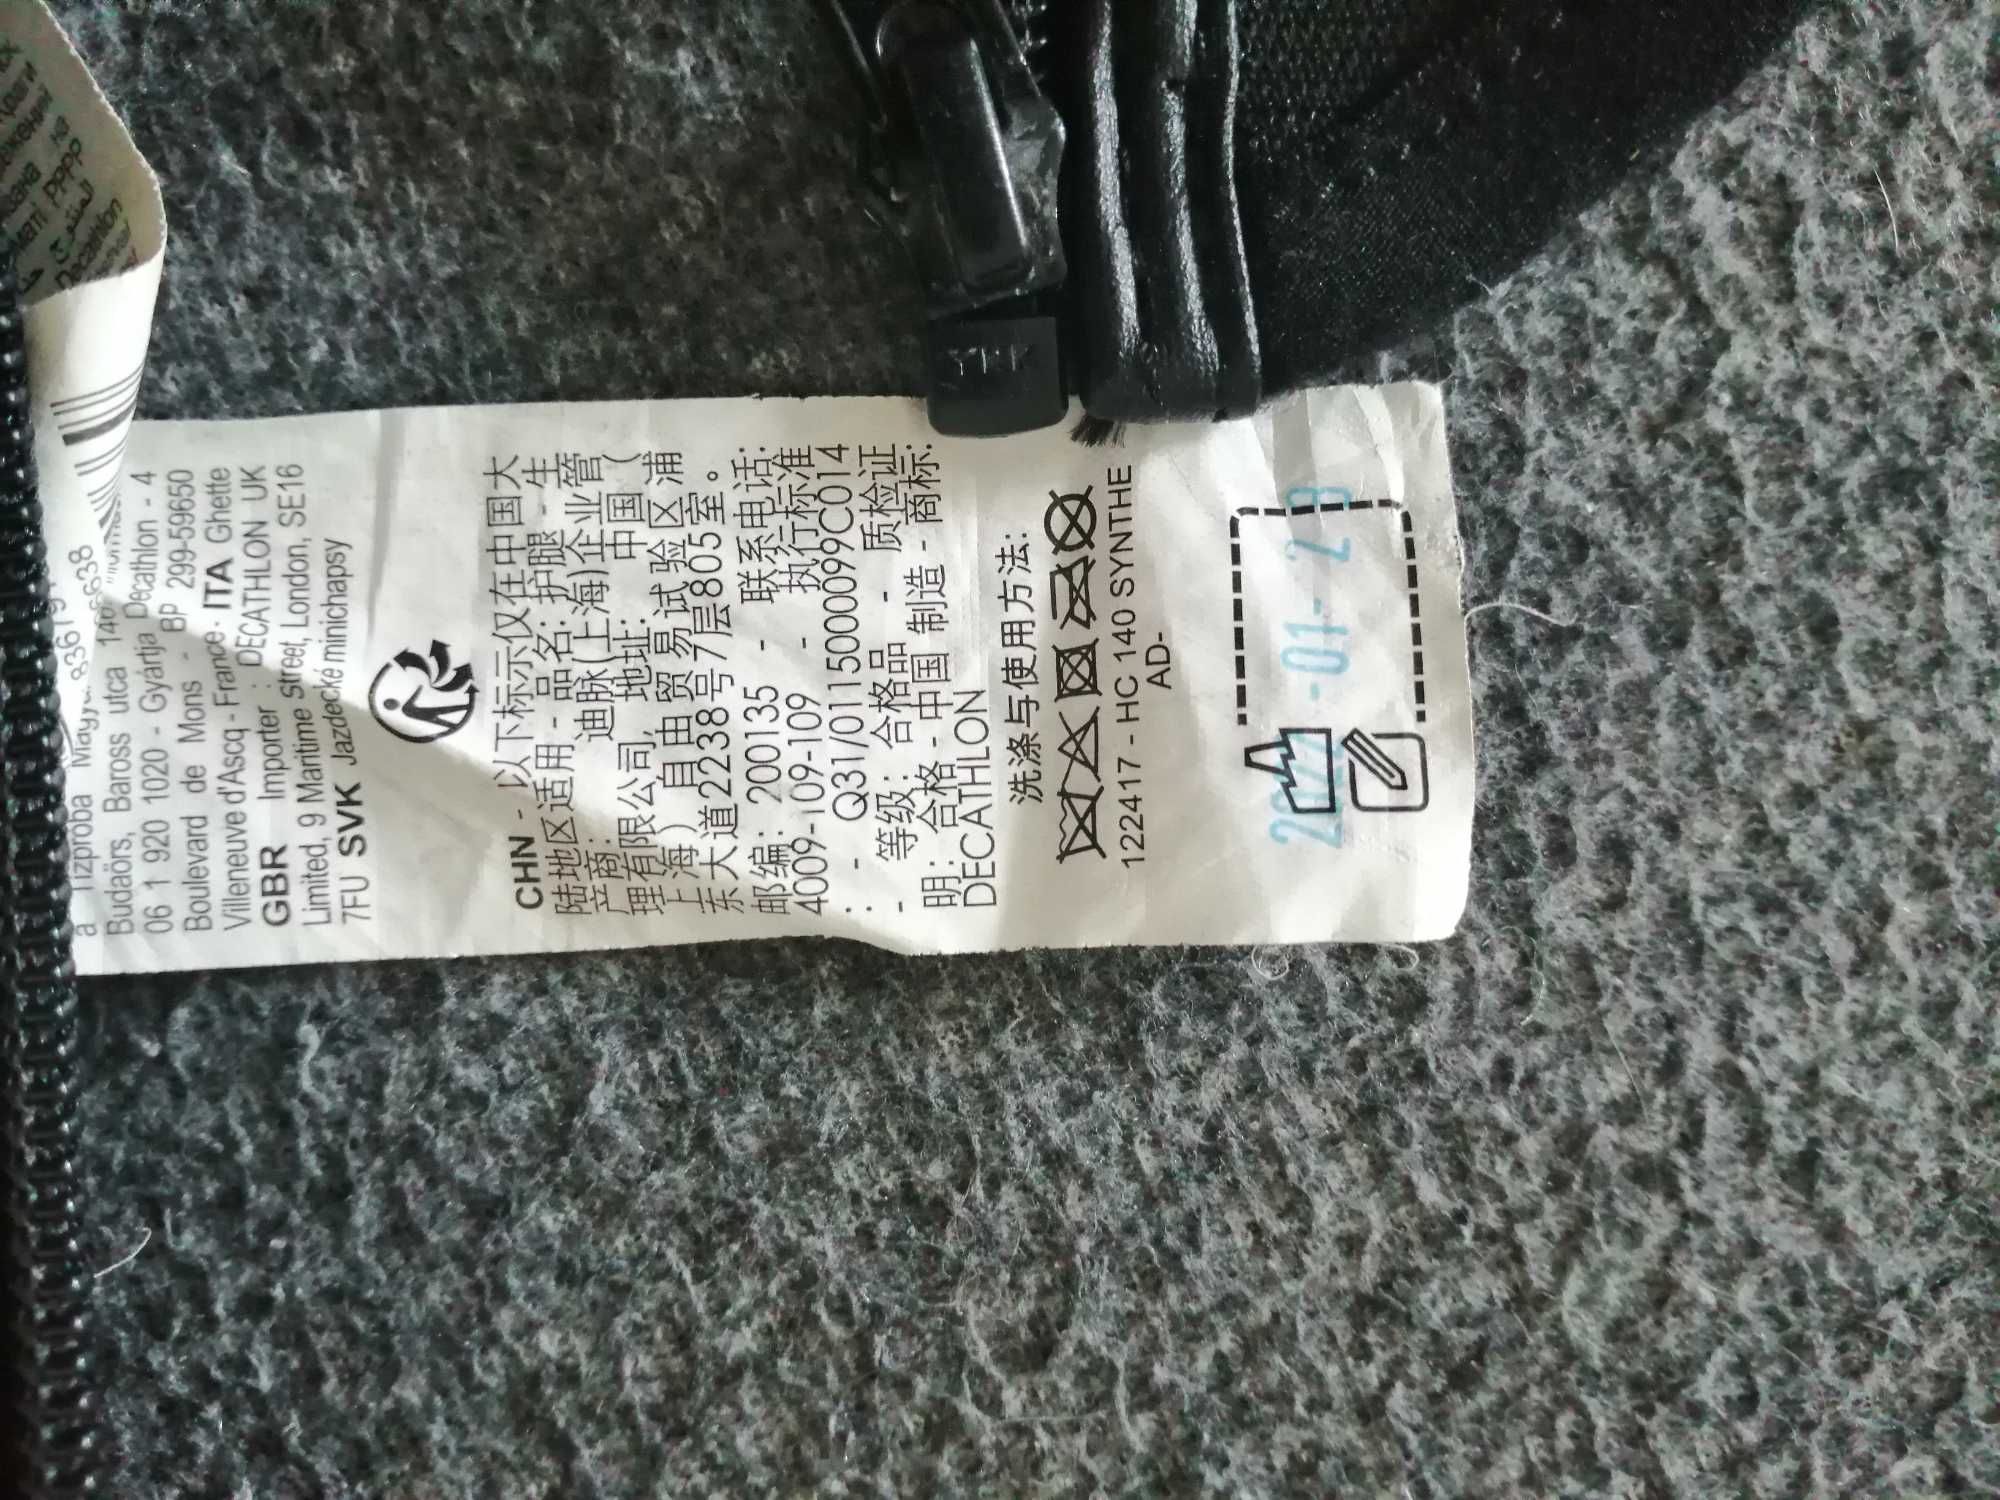 a Tizpróba Magy
Budaörs, Baross utca 146
06 1 920 1020 - Gyártja Decathlon - 4
Boulevard de Mons - BP 299-59650
Villeneuve d'Ascq - France · ITA Ghette
GBR Importer : DECATHLON UK
Limited, 9 Maritime street, London, SE16
7FU SVK Jazdecké minichapsy
CHN - 以下标示仅在中国大
陆地区适用 - 品名: 护腿 - 生
产商: 迪脉(上海)企业管
理有限公司, 地址: 中国(
上海) 自由贸易试验区浦
东大道2238号7层805室。
邮编: 200135 - 联系电话:
4009-109-109 - 执行标准
: - Q31/0115000099C014
- 等级: 合格品 - 质检证
明: 合格 - 中国 制造 - 商标:
DECATHLON
洗涤与使用方法:
122417 - HC 140 SYNTHE
AD-
YKK
Decathlon